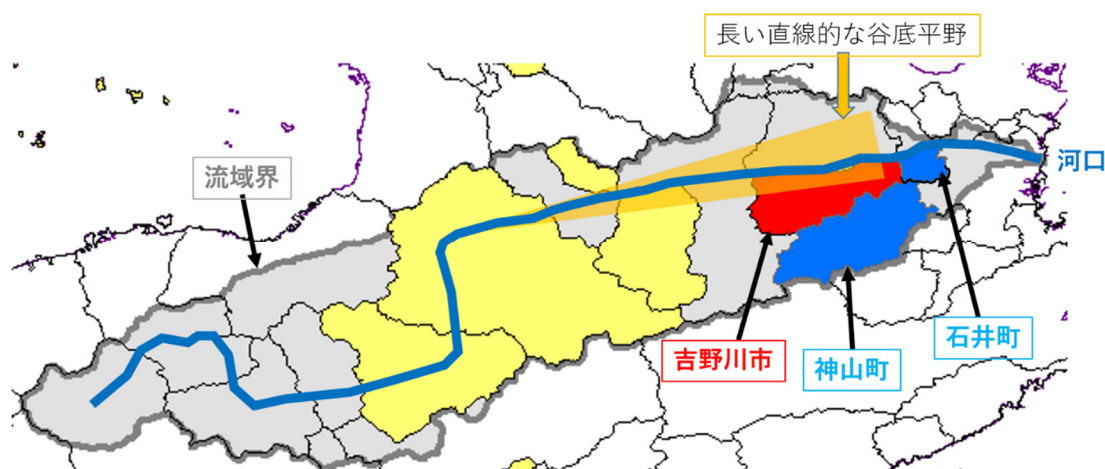 長い直線的な谷底平野
流域界
河口
吉野川市
神山町
石井町